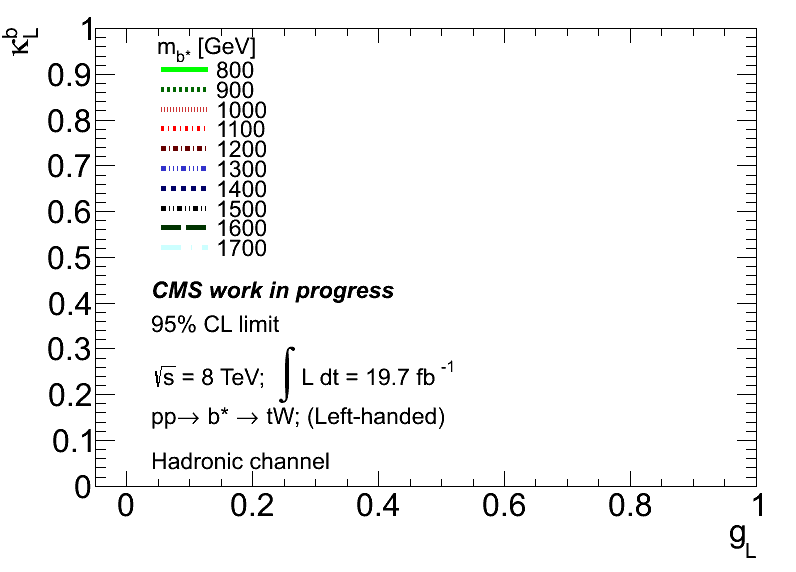 κ_L^b
m_b* [GeV]
800
900
1000
1100
1200
1300
1400
1500
1600
1700
CMS work in progress
95% CL limit
√s = 8 TeV; ∫ L dt = 19.7 fb^-1
pp→ b* → tW; (Left-handed)
Hadronic channel
1
0.9
0.8
0.7
0.6
0.5
0.4
0.3
0.2
0.1
0
0 0.2 0.4 0.6 0.8 1
g_L